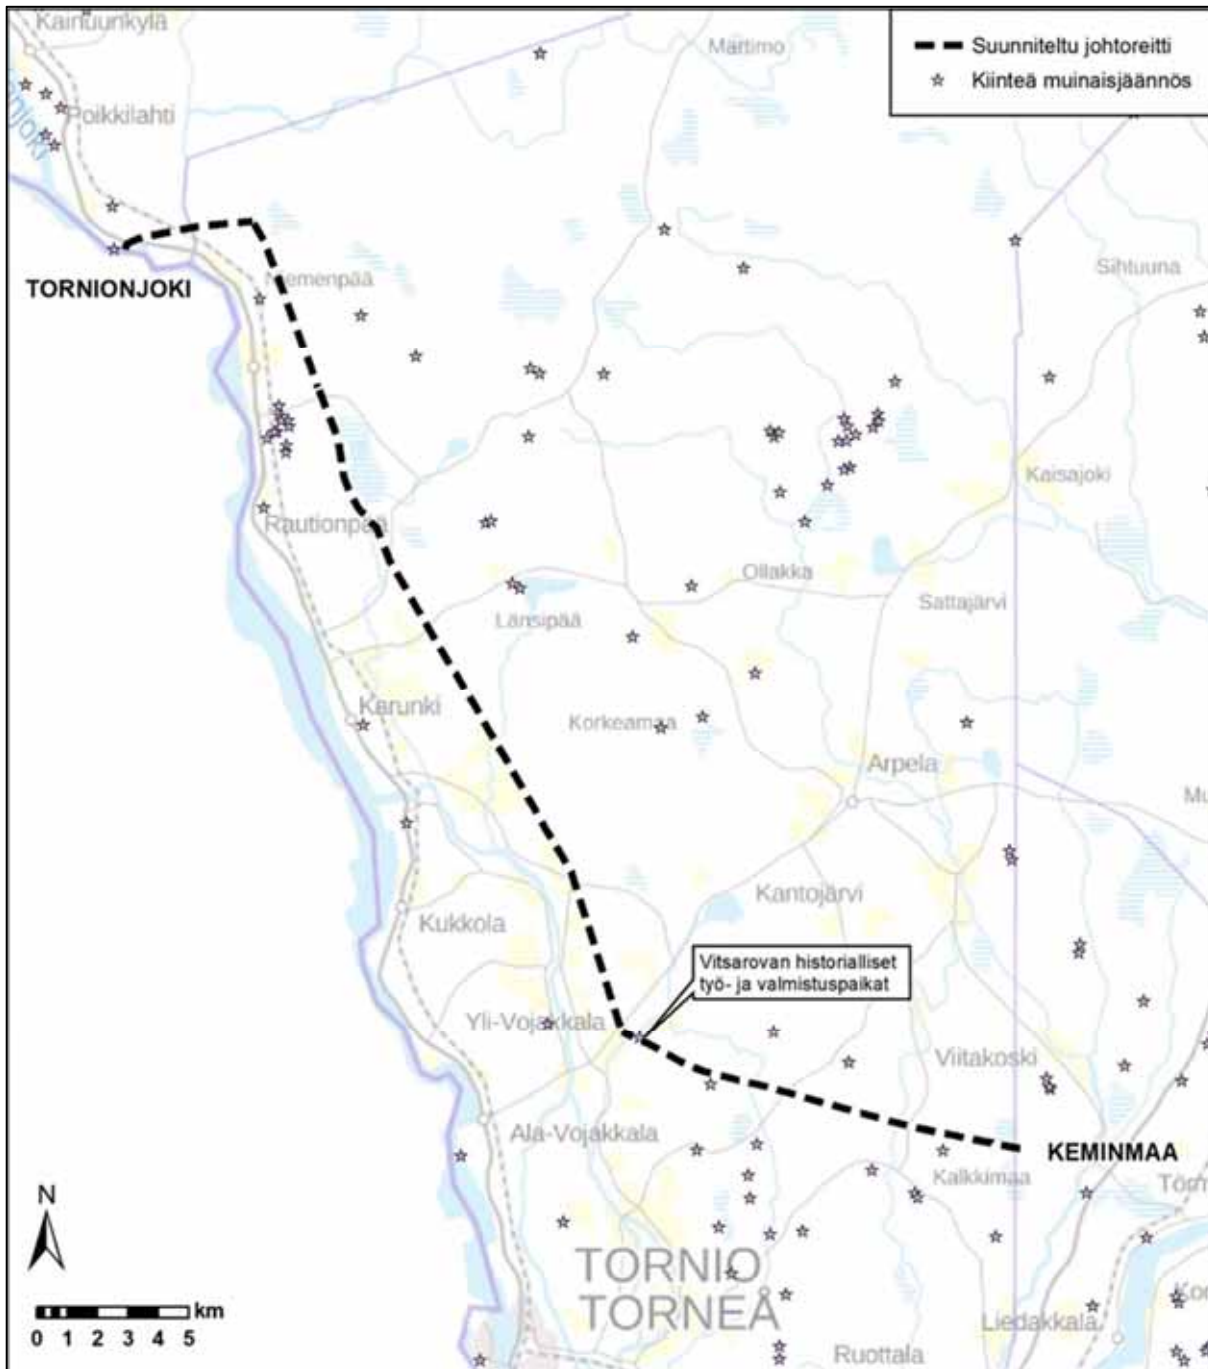 Kainuunkylä
Martimo
Suunniteltu johtoreitti
Kiinteä muinaisjäännös
Poikkilahti
TORNIONJOKI
Niemenpää
Sihtuuna
Kaisajoki
Rautionpää
Ollakka
Sattajärvi
Länsipää
Karunki
Korkeamaa
Arpela
Kantojärvi
Kukkola
Vitsarovan historialliset
työ- ja valmistuspaikat
Yli-Vojakkala
Viitakoski
Ala-Vojakkala
KEMINMAA
Kalkkimaa
N
TORNIO
TORNEÅ
Liedakkala
km
0 1 2 3 4 5
Ruottala